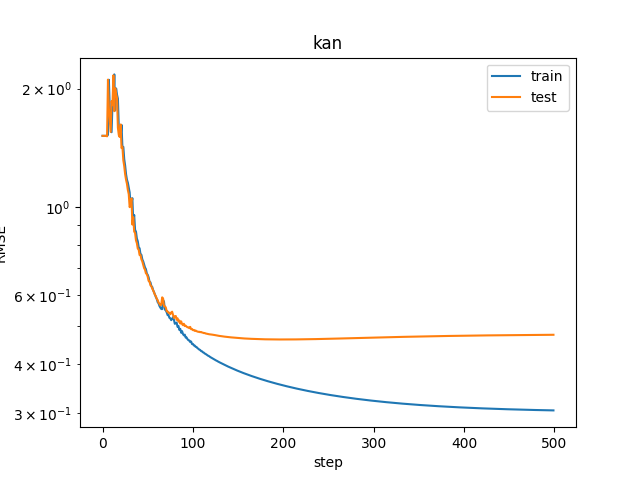 kan
train
test
2 × 10⁰
10⁰
6 × 10⁻¹
4 × 10⁻¹
3 × 10⁻¹
RMSE
0 100 200 300 400 500
step